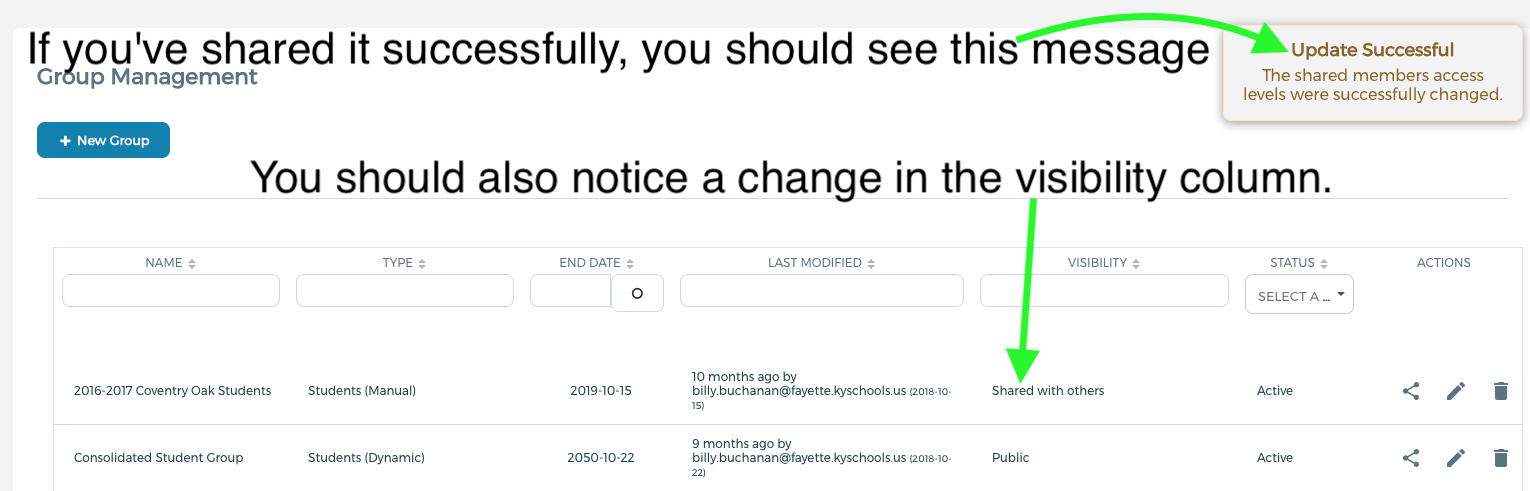 If you've shared it successfully, you should see this message
Update Successful
The shared members access
levels were successfully changed.
Group Management
+ New Group
You should also notice a change in the visibility column.
NAME TYPE END DATE LAST MODIFIED VISIBILITY STATUS ACTIONS
SELECT A ...
10 months ago by
2016-2017 Coventry Oak Students Students (Manual) 2019-10-15 billy.buchanan@fayette.kyschools.us (2018-10- Shared with others Active
15)
9 months ago by
Consolidated Student Group Students (Dynamic) 2050-10-22 billy.buchanan@fayette.kyschools.us (2018-10- Public Active
22)